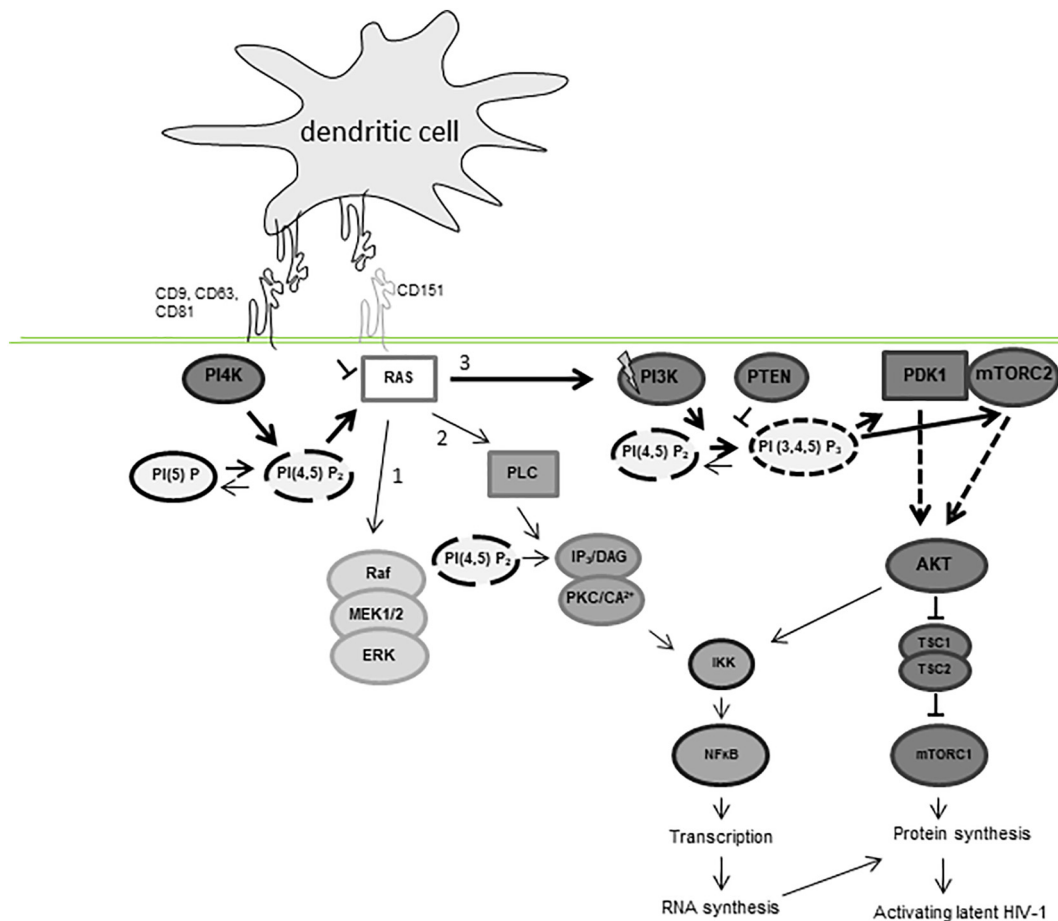 dendritic cell
CD9, CD63,
CD81
CD151
PI4K
RAS
3
PI3K
PTEN
PDK1
mTORC2
PI(5) P
PI(4,5) P₂
1
2
PLC
PI(4,5) P₂
PI (3,4,5) P₃
PI(4,5) P₂
IP₃/DAG
PKC/CA²⁺
Raf
MEK1/2
ERK
AKT
IKK
TSC1
TSC2
NFκB
mTORC1
Transcription
Protein synthesis
RNA synthesis
Activating latent HIV-1